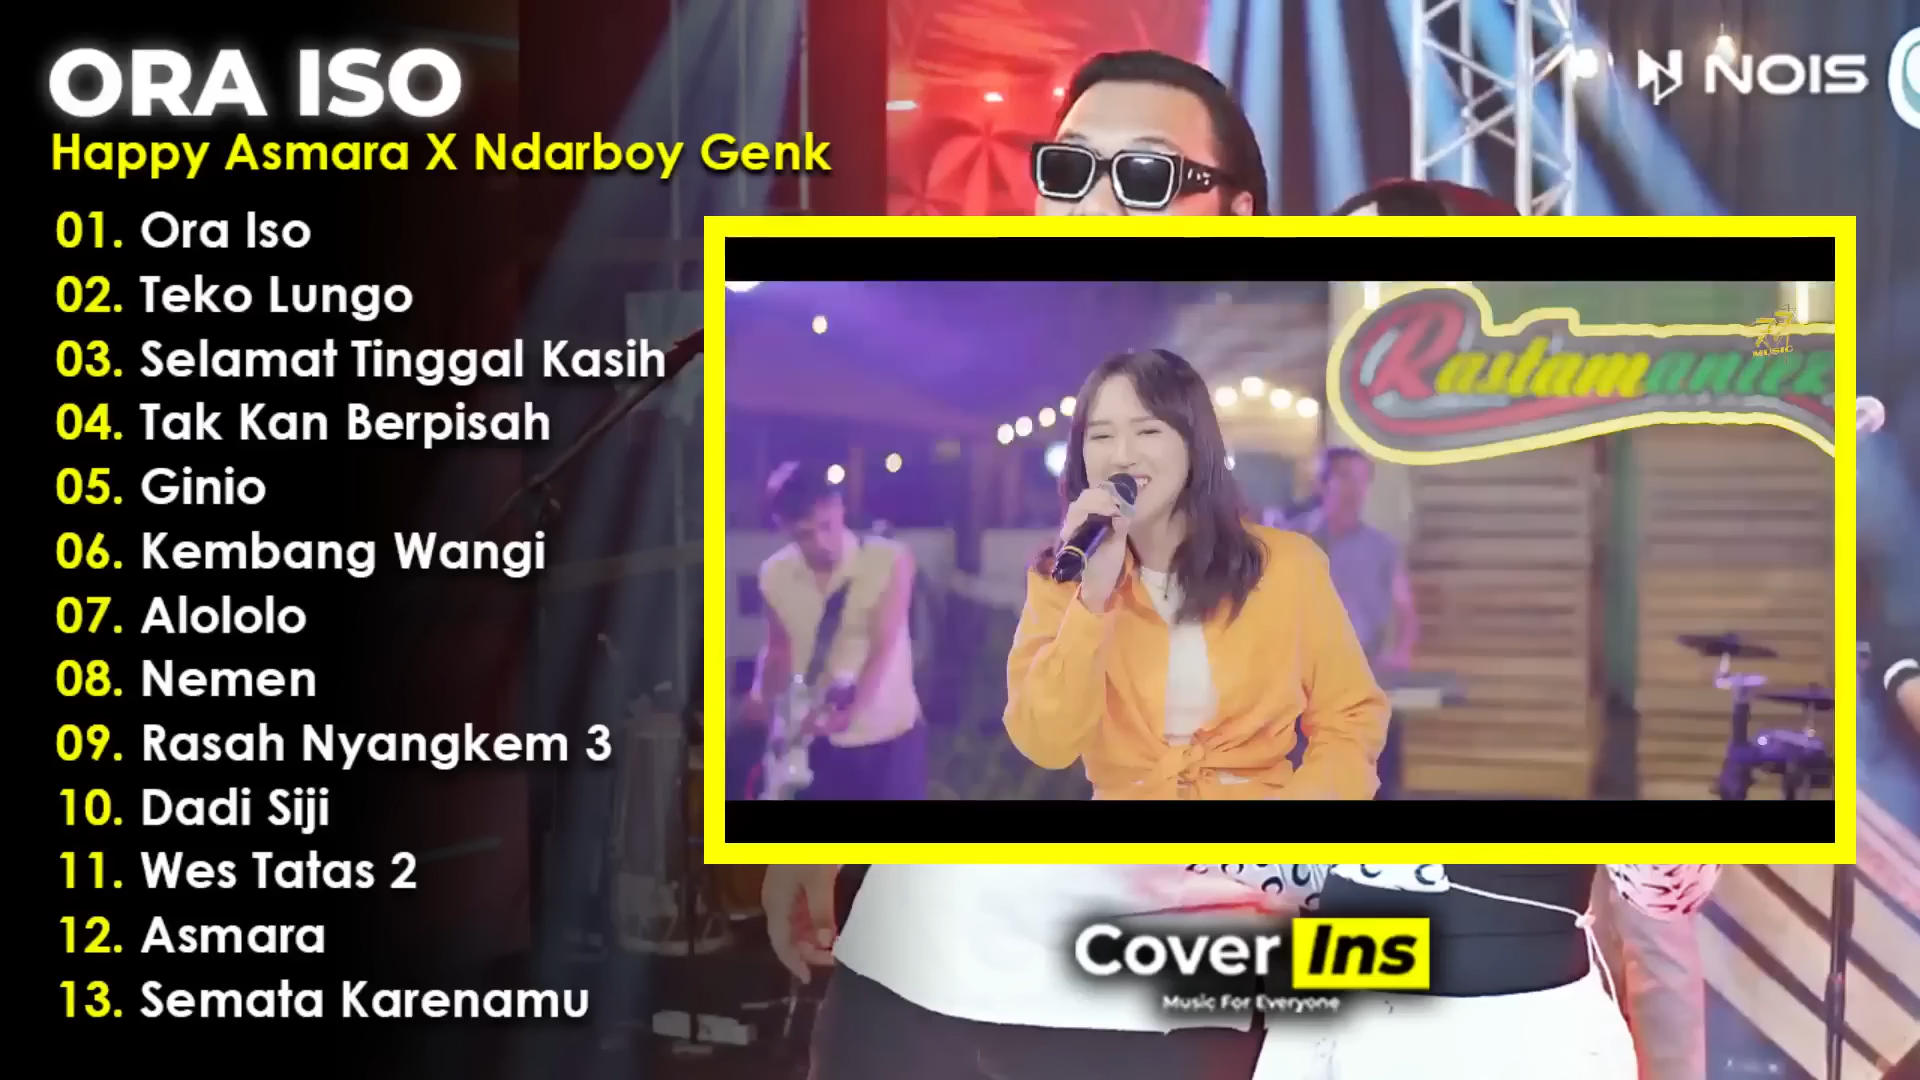 ORA ISO
Happy Asmara X Ndarboy Genk
01. Ora Iso
02. Teko Lungo
03. Selamat Tinggal Kasih
04. Tak Kan Berpisah
05. Ginio
06. Kembang Wangi
07. Alololo
08. Nemen
09. Rasah Nyangkem 3
10. Dadi Siji
11. Wes Tatas 2
12. Asmara
13. Semata Karenamu
NOIS
Rastamaniez
MUSIC
Cover Ins
Music For Everyone